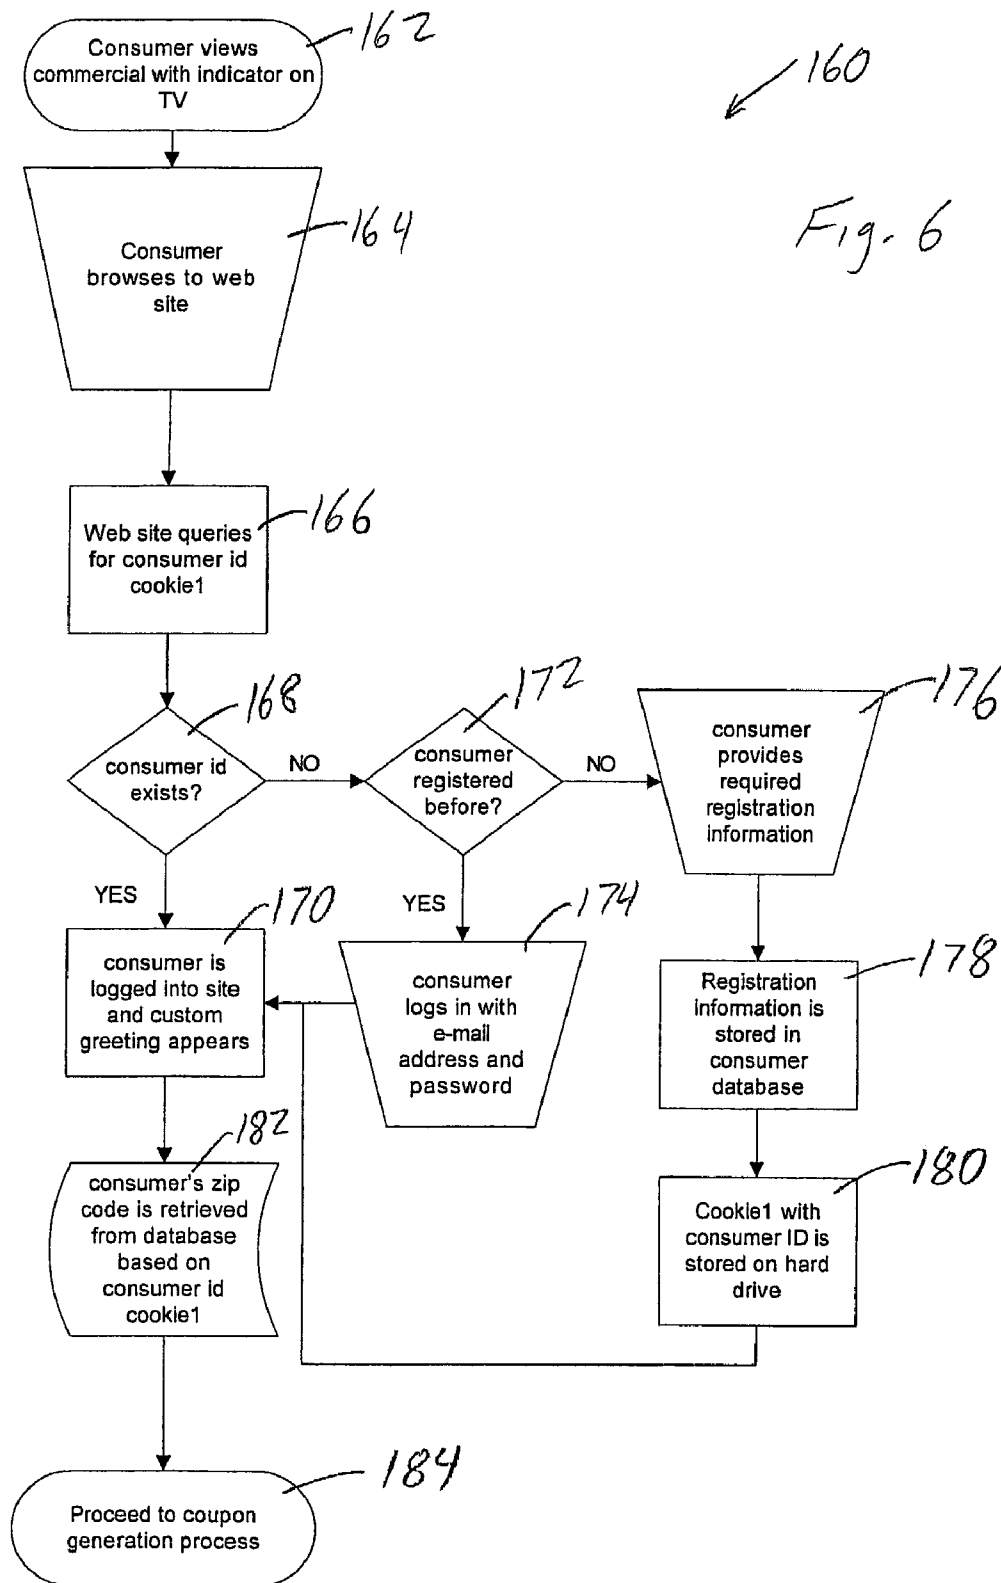 Consumer views
commercial with indicator on
TV
162
160
Fig. 6
Consumer
browses to web
site
164
Web site queries
for consumer id
cookie1
166
consumer id
exists?
168
NO
consumer
registered
before?
172
NO
consumer
provides
required
registration
information
176
YES
YES
consumer is
logged into site
and custom
greeting appears
170
consumer
logs in with
e-mail
address and
password
174
Registration
information is
stored in
consumer
database
178
consumer's zip
code is retrieved
from database
based on
consumer id
cookie1
182
Cookie1 with
consumer ID is
stored on hard
drive
180
Proceed to coupon
generation process
184